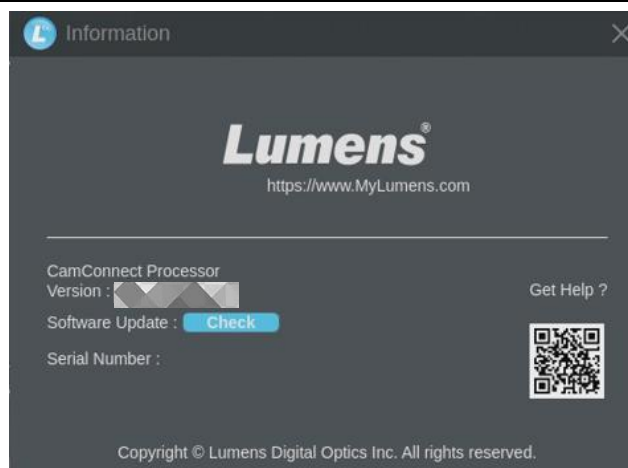 Information
Lumens®
https://www.MyLumens.com
CamConnect Processor
Version :
Get Help ?
Software Update : Check
Serial Number :
Copyright © Lumens Digital Optics Inc. All rights reserved.